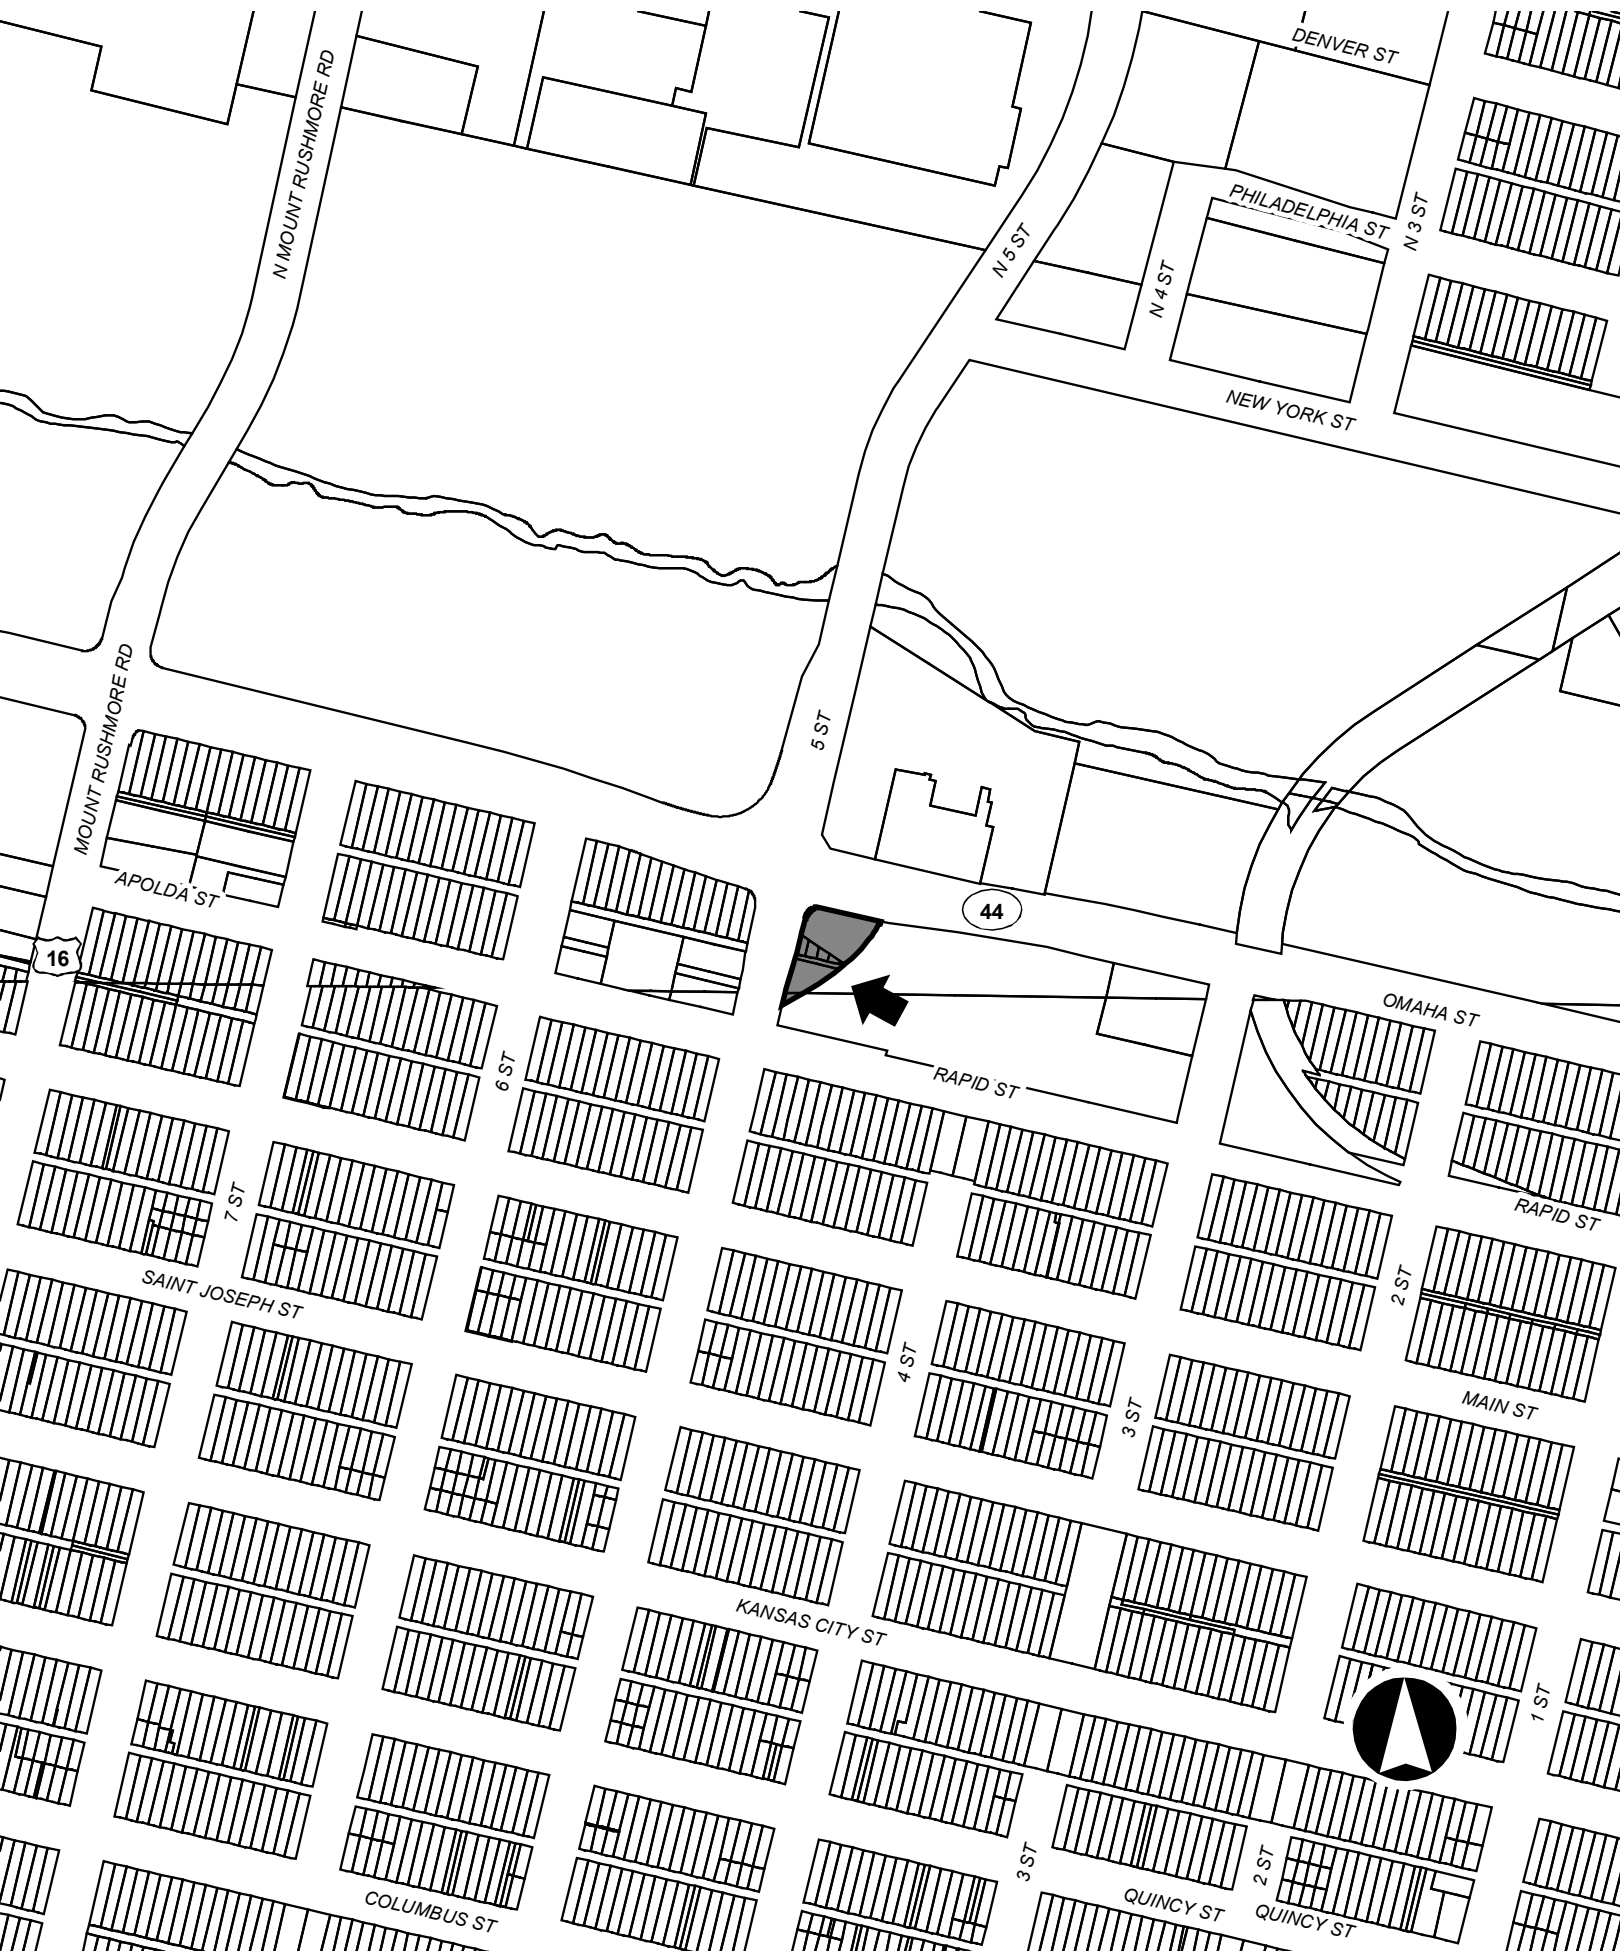 DENVER ST
N MOUNT RUSHMORE RD
PHILADELPHIA ST
N 3 ST
N 5 ST
N 4 ST
NEW YORK ST
MOUNT RUSHMORE RD
5 ST
APOLDA ST
44
16
OMAHA ST
6 ST
RAPID ST
7 ST
RAPID ST
SAINT JOSEPH ST
2 ST
4 ST
3 ST
MAIN ST
KANSAS CITY ST
1 ST
3 ST
2 ST
COLUMBUS ST
QUINCY ST
QUINCY ST